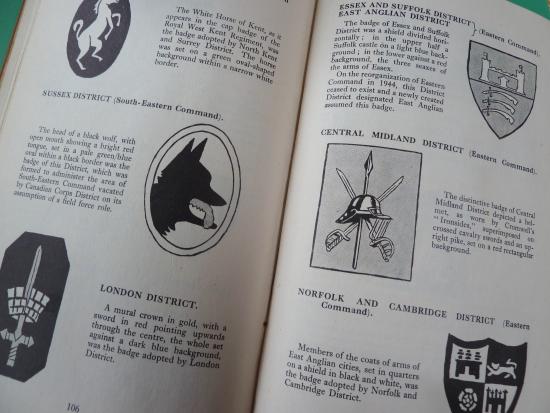 The White Horse of Kent, as it
appears in the cap badge of the
Royal West Kent Regiment, was
the badge adopted by North Kent
and Surrey District. The horse
was set on a green oval-shaped
background within a narrow white
border.
SUSSEX DISTRICT (South-Eastern Command).
The head of a black wolf, with
open mouth showing a bright red
tongue, set in a pale green/blue
oval within a black border was the
badge of this District, which was
formed to administer the area of
South-Eastern Command vacated
by Canadian Corps District on its
assumption of a field force role.
LONDON DISTRICT.
A mural crown in gold, with a
sword in red pointing upwards
through the centre, the whole set
against a dark blue background,
was the badge adopted by London
District.
106
ESSEX AND SUFFOLK DISTRICT
EAST ANGLIAN DISTRICT
(Eastern Command).
The badge of Essex and Suffolk
District was a shield divided horiz-
ontally; in the upper half a
Suffolk castle on a light blue back-
ground; in the lower against a red
background, the three seaxes of
the arms of Essex.
On the reorganization of Eastern
Command in 1944, this District
ceased to exist and a newly created
District designated East Anglian
assumed this badge.
CENTRAL MIDLAND DISTRICT (Eastern Command).
The distinctive badge of Central
Midland District depicted a hel-
met, as worn by Cromwell's
"Ironsides," superimposed on
crossed cavalry swords and an up-
right pike, set on a red rectangular
background.
NORFOLK AND CAMBRIDGE DISTRICT (Eastern
Command).
Members of the coats of arms of
East Anglian cities, set in quarters
on a shield in black and white, was
the badge adopted by Norfolk and
Cambridge District.